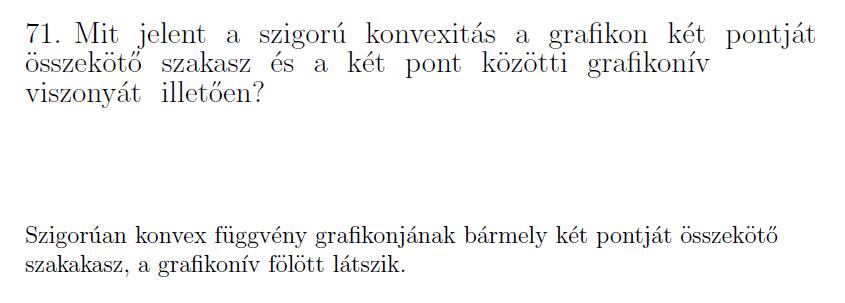 71. Mit jelent a szigorú konvexitás a grafikon két pontját
összekötő szakasz és a két pont közötti grafikonív
viszonyát illetően?
Szigorúan konvex függvény grafikonjának bármely két pontját összekötő
szakakasz, a grafikonív fölött látszik.